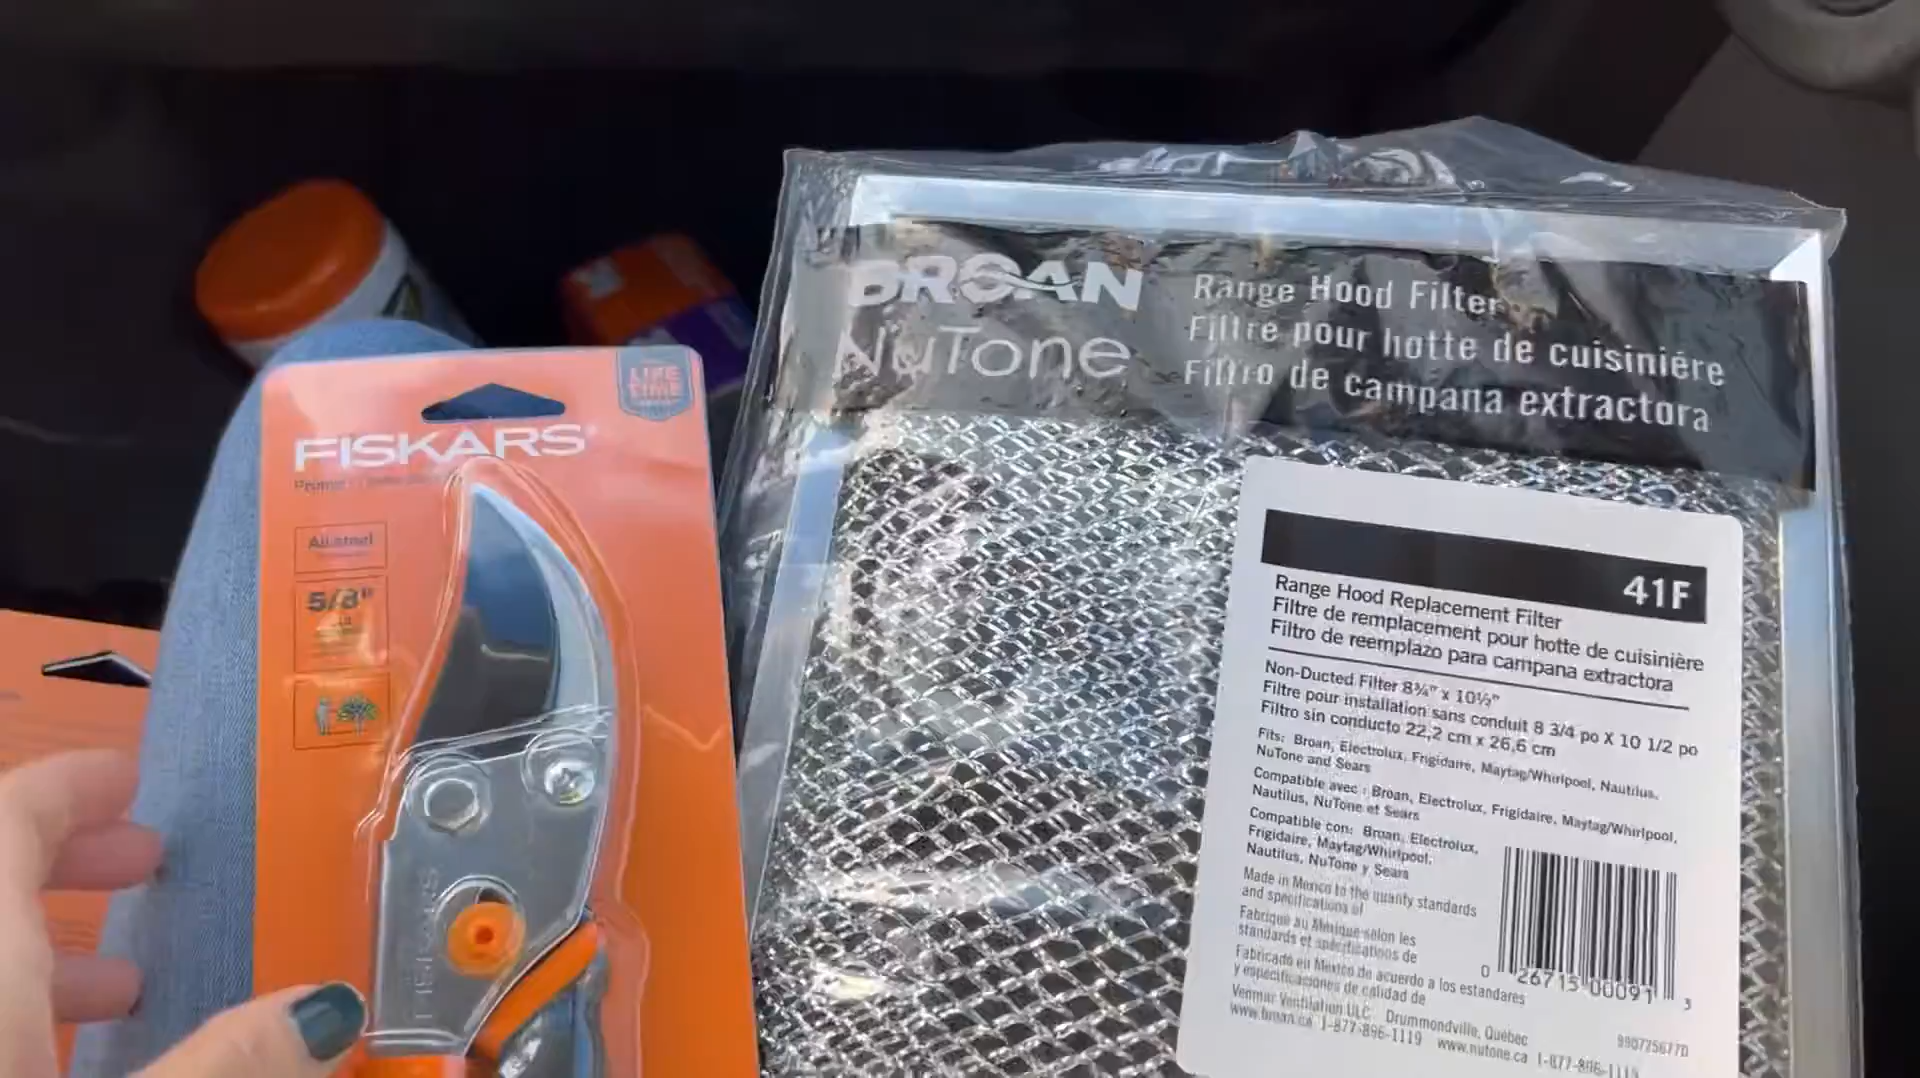 FISKARS
LIFE
TIME
All-steel
5/8"
FISKARS
BROAN
NuTone
Range Hood Filter
Filtre pour hotte de cuisinière
Filtro de campana extractora
41F
Range Hood Replacement Filter
Filtre de remplacement pour hotte de cuisinière
Filtro de reemplazo para campana extractora
Non-Ducted Filter 8¾" x 10½"
Filtre pour installation sans conduit 8 3/4 po X 10 1/2 po
Filtro sin conducto 22,2 cm x 26,6 cm
Fits: Broan, Electrolux, Frigidaire, Maytag/Whirlpool, Nautilus,
NuTone and Sears
Compatible avec : Broan, Electrolux, Frigidaire, Maytag/Whirlpool,
Nautilus, NuTone et Sears
Compatible con: Broan, Electrolux,
Frigidaire, Maytag/Whirlpool,
Nautilus, NuTone y Sears
Made in Mexico to the quality standards
and specifications of
Fabriqué au Mexique selon les
standards et spécifications de
Fabricado en México de acuerdo a los estandares
y especificaciones de calidad de
Venmar Ventilation ULC Drummondville, Québec
www.broan.ca 1-877-896-1119 www.nutone.ca 1-877-896-1119
0 26715 00091 3
990725677D